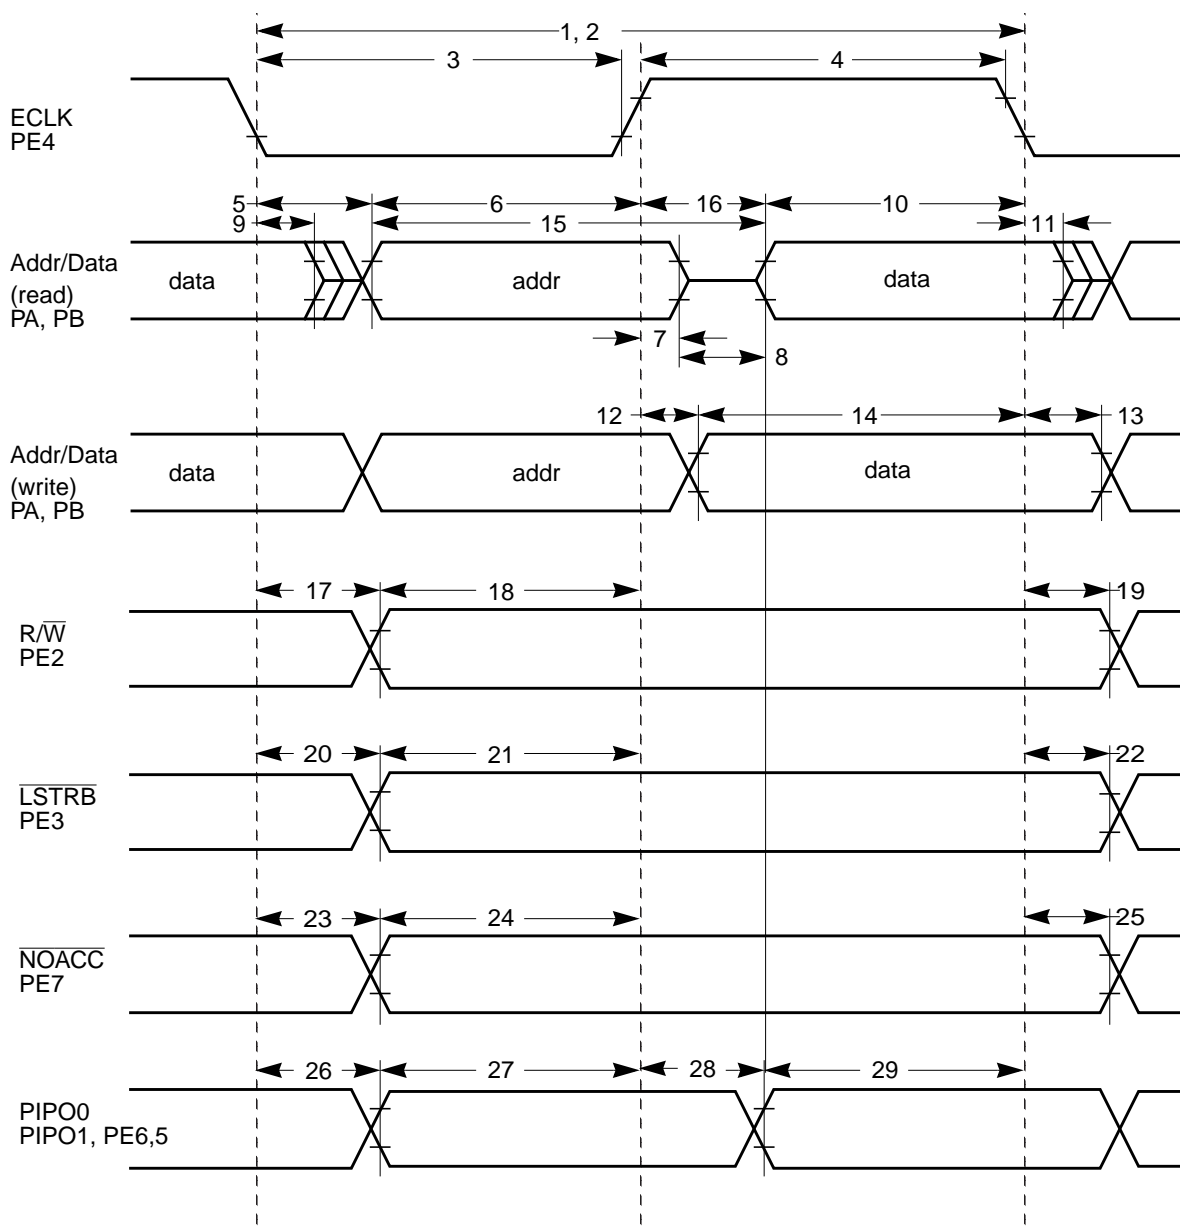 1, 2
3 4
ECLK
PE4
5 6 16 10
9 15 11
Addr/Data
(read)
PA, PB
data addr data
7
8
12 14 13
Addr/Data
(write)
PA, PB
data addr data
17 18 19
R/W̅
PE2
20 21 22
L̅S̅T̅R̅B̅
PE3
23 24 25
N̅O̅A̅C̅C̅
PE7
26 27 28 29
PIPO0
PIPO1, PE6,5